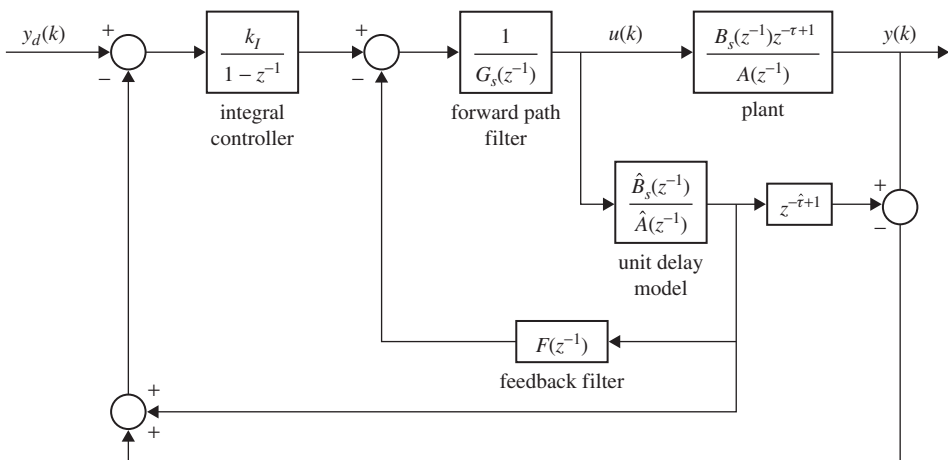 y_d(k)
+
−
k_I
1 − z^{−1}
integral
controller
+
−
1
G_s(z^{−1})
forward path
filter
u(k)
B_s(z^{−1})z^{−τ+1}
A(z^{−1})
plant
y(k)
B̂_s(z^{−1})
Â(z^{−1})
unit delay
model
z^{−τ̂+1}
+
−
F(z^{−1})
feedback filter
+
+